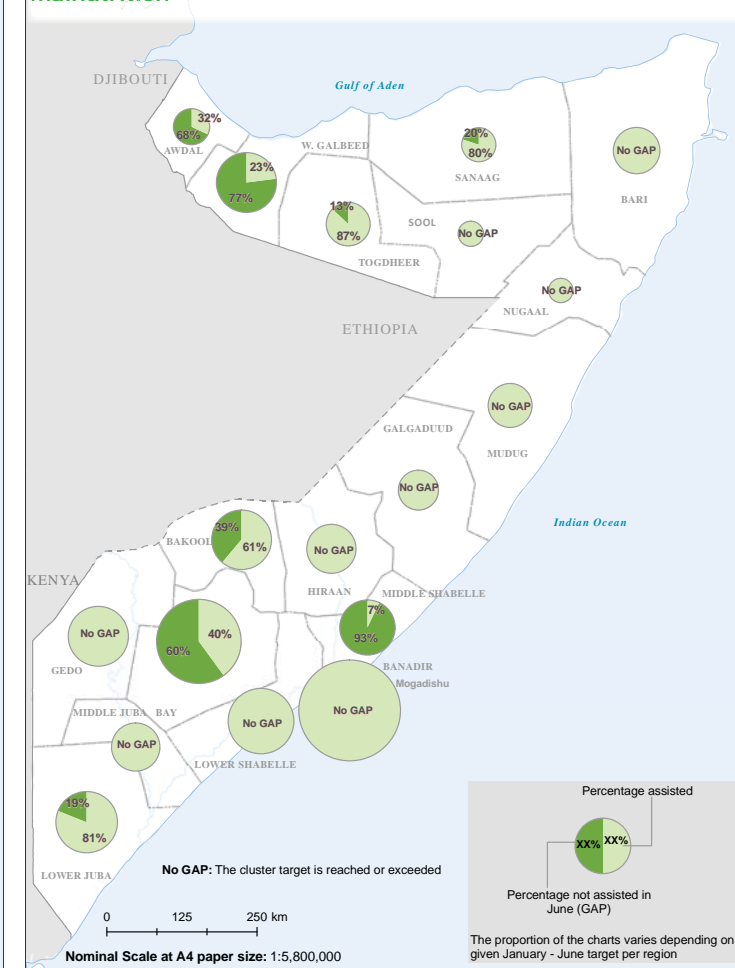 DJIBOUTI
Gulf of Aden
32%
68%
AWDAL
W. GALBEED
23%
77%
20%
80%
SANAAG
No GAP
BARI
13%
87%
TOGDHEER
SOOL
No GAP
No GAP
NUGAAL
ETHIOPIA
No GAP
MUDUG
GALGADUUD
No GAP
Indian Ocean
39%
BAKOOL
61%
No GAP
HIRAAN
MIDDLE SHABELLE
KENYA
7%
93%
BANADIR
Mogadishu
No GAP
GEDO
40%
60%
No GAP
MIDDLE JUBA
BAY
No GAP
No GAP
LOWER SHABELLE
19%
81%
LOWER JUBA
No GAP: The cluster target is reached or exceeded
0 125 250 km
Nominal Scale at A4 paper size: 1:5,800,000
Percentage assisted
XX% XX%
Percentage not assisted in
June (GAP)
The proportion of the charts varies depending on
given January - June target per region